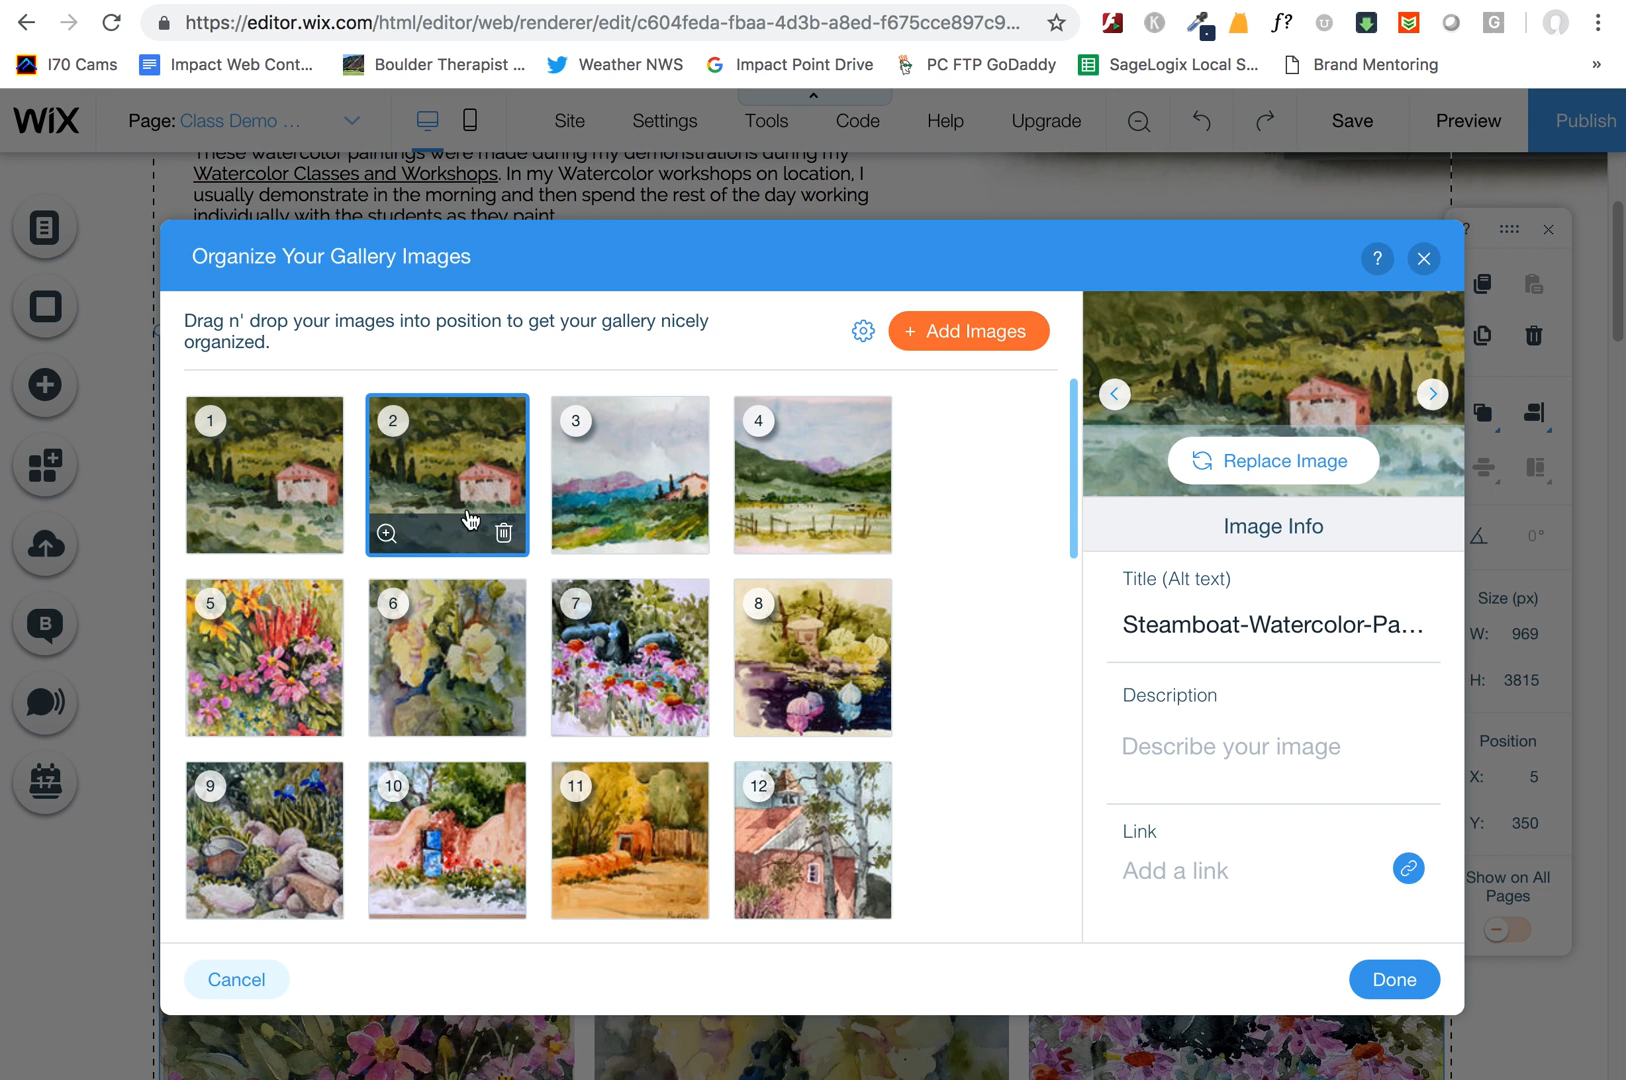 https://editor.wix.com/html/editor/web/renderer/edit/c604feda-fbaa-4d3b-a8ed-f675cce897c9...
I70 Cams
Impact Web Cont...
Boulder Therapist ...
Weather NWS
Impact Point Drive
PC FTP GoDaddy
SageLogix Local S...
Brand Mentoring
»
WiX
Page: Class Demo ...
Site
Settings
Tools
Code
Help
Upgrade
Save
Preview
Publish
These watercolor paintings were made during my demonstrations during my
Watercolor Classes and Workshops. In my Watercolor workshops on location, I
usually demonstrate in the morning and then spend the rest of the day working
individually with the students as they paint.
Organize Your Gallery Images
?
Drag n' drop your images into position to get your gallery nicely
organized.
+ Add Images
1
2
3
4
5
6
7
8
9
10
11
12
Replace Image
Image Info
Title (Alt text)
Steamboat-Watercolor-Pa...
Description
Describe your image
Link
Add a link
Cancel
Done
?
0°
Size (px)
W: 969
H: 3815
Position
X: 5
Y: 350
Show on All
Pages
K
f?
U
G
B
17